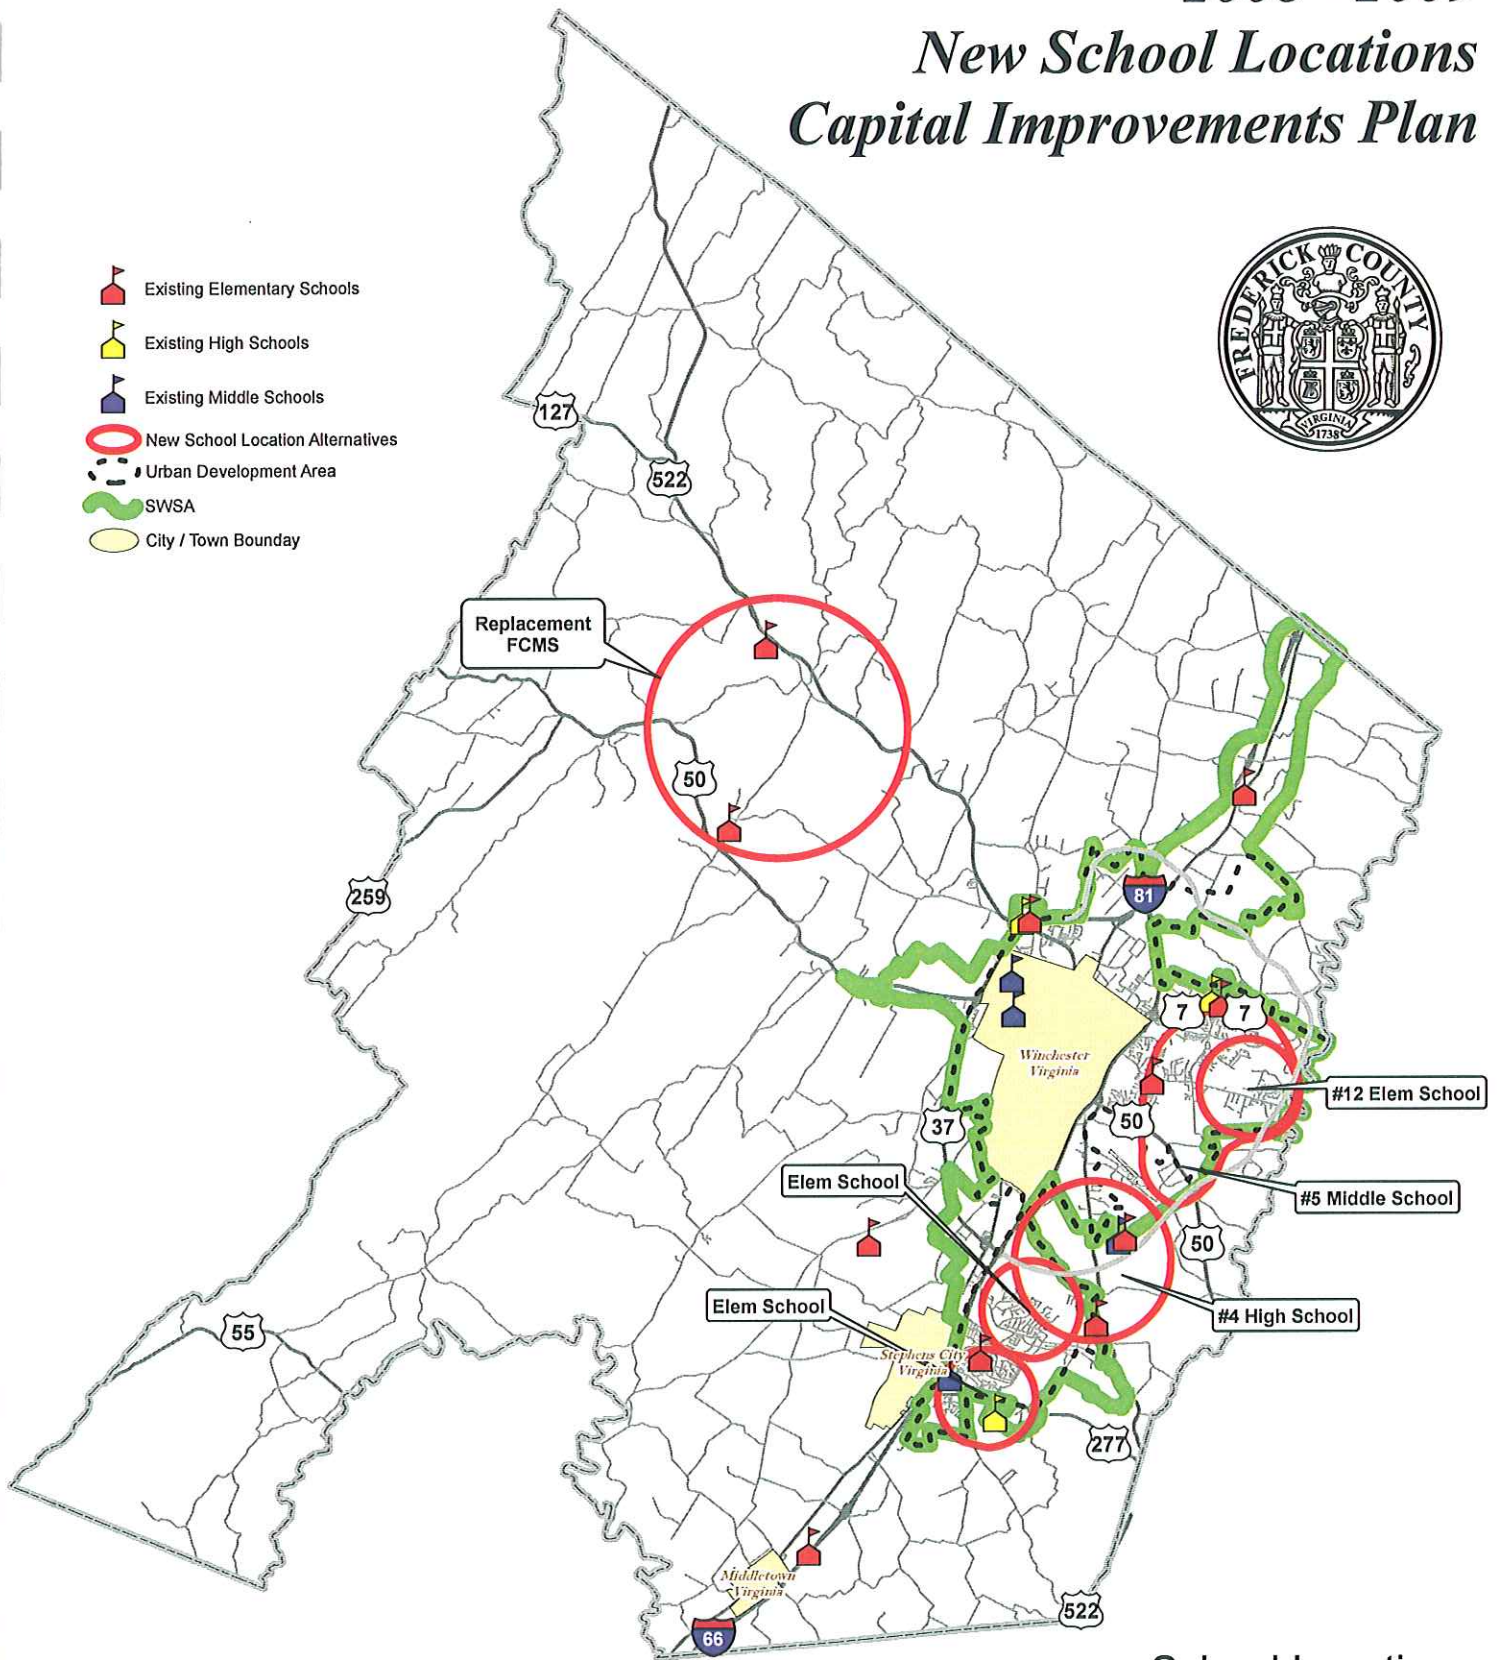 New School Locations
Capital Improvements Plan
FREDERICK COUNTY
VIRGINIA
1738
Existing Elementary Schools
Existing High Schools
Existing Middle Schools
New School Location Alternatives
Urban Development Area
SWSA
City / Town Bounday
127
522
Replacement
FCMS
50
259
81
7
7
Winchester
Virginia
#12 Elem School
37
50
Elem School
#5 Middle School
50
Elem School
#4 High School
55
Stephens City
Virginia
277
Middletown
Virginia
522
66